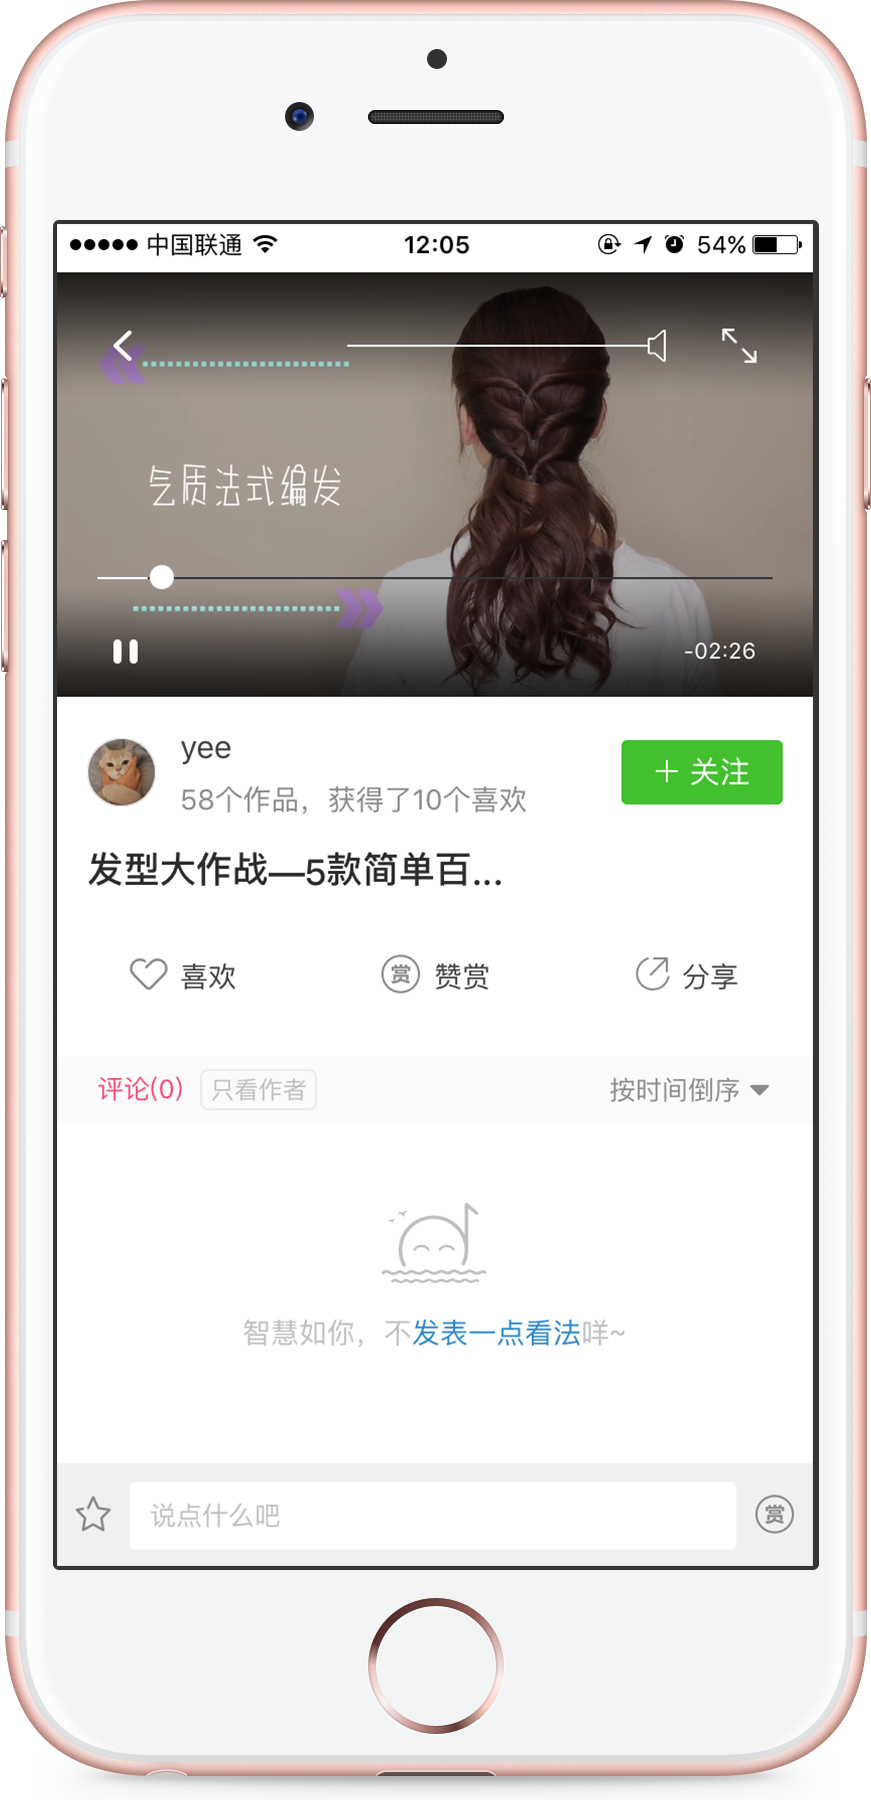 中国联通 12:05 54%
气质法式编发
-02:26
yee
58个作品，获得了10个喜欢
+ 关注
发型大作战—5款简单百...
喜欢 赏 赞赏 分享
评论(0) 只看作者 按时间倒序
智慧如你，不发表一点看法咩~
说点什么吧 赏